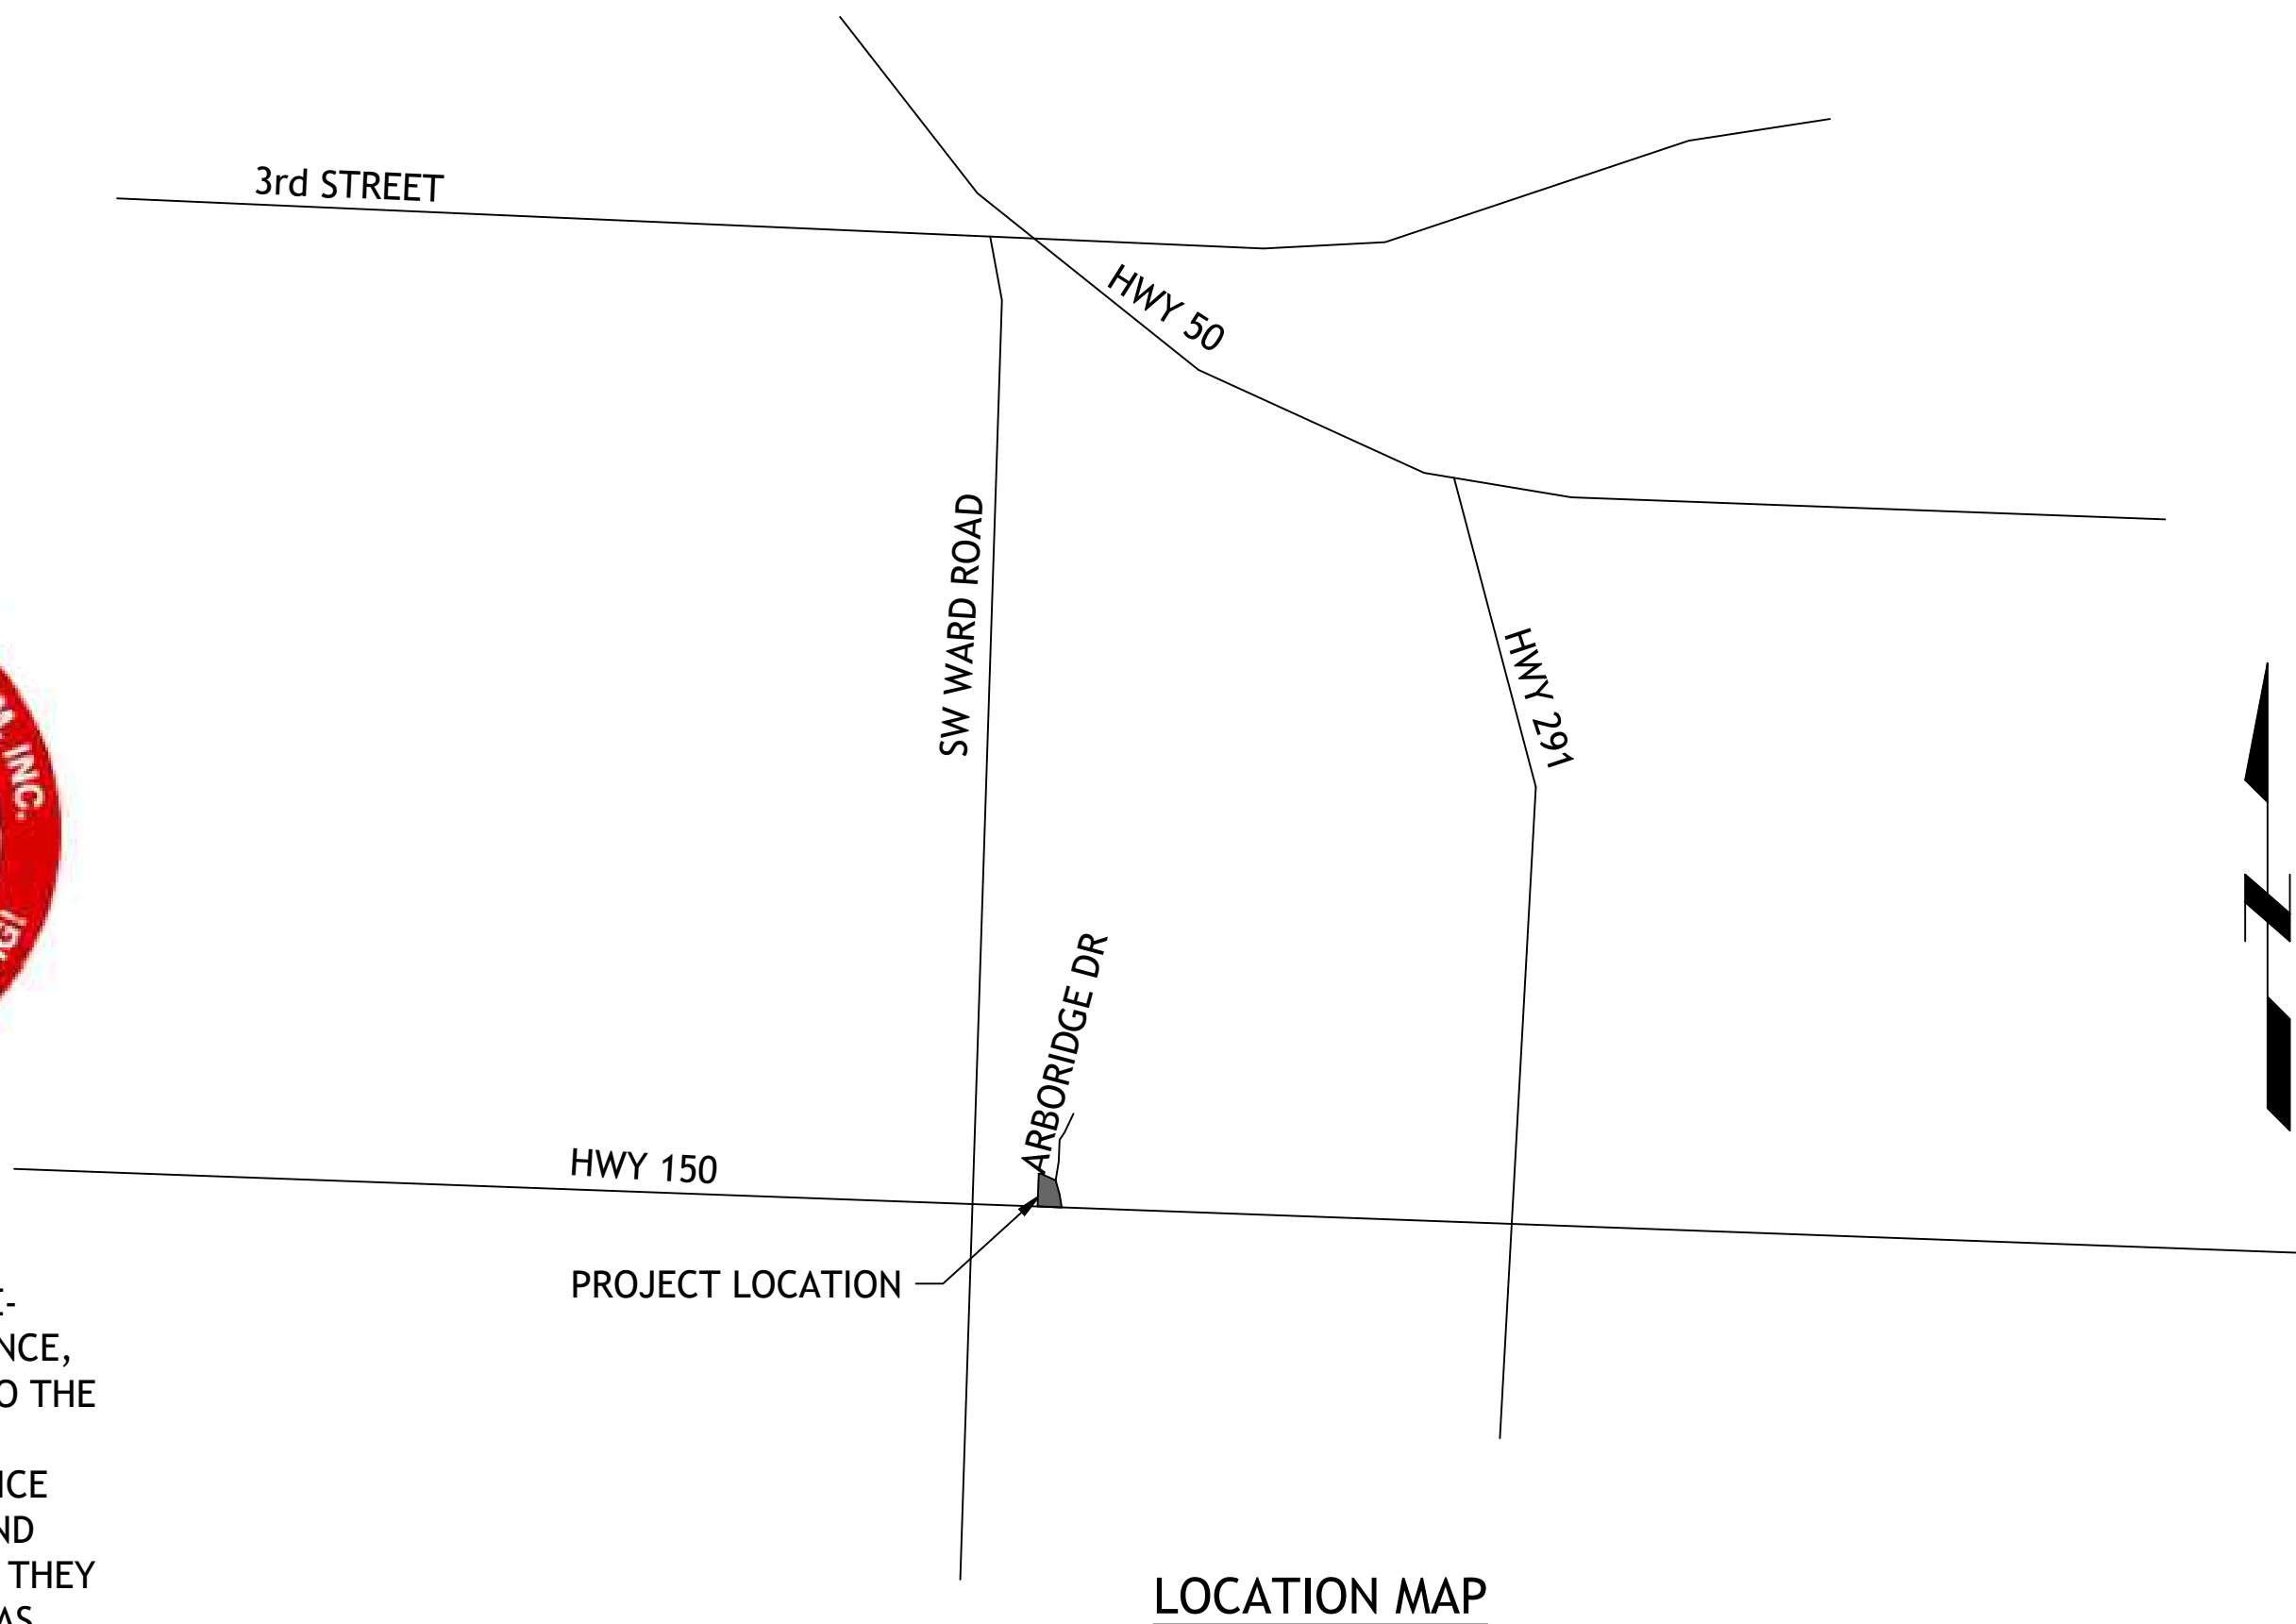 3rd STREET
HWY 50
SW WARD ROAD
HWY 291
INC.
ARBORIDGE DR
N
HWY 150
PROJECT LOCATION
NCE,
O THE
ICE
ND
THEY
AS
LOCATION MAP